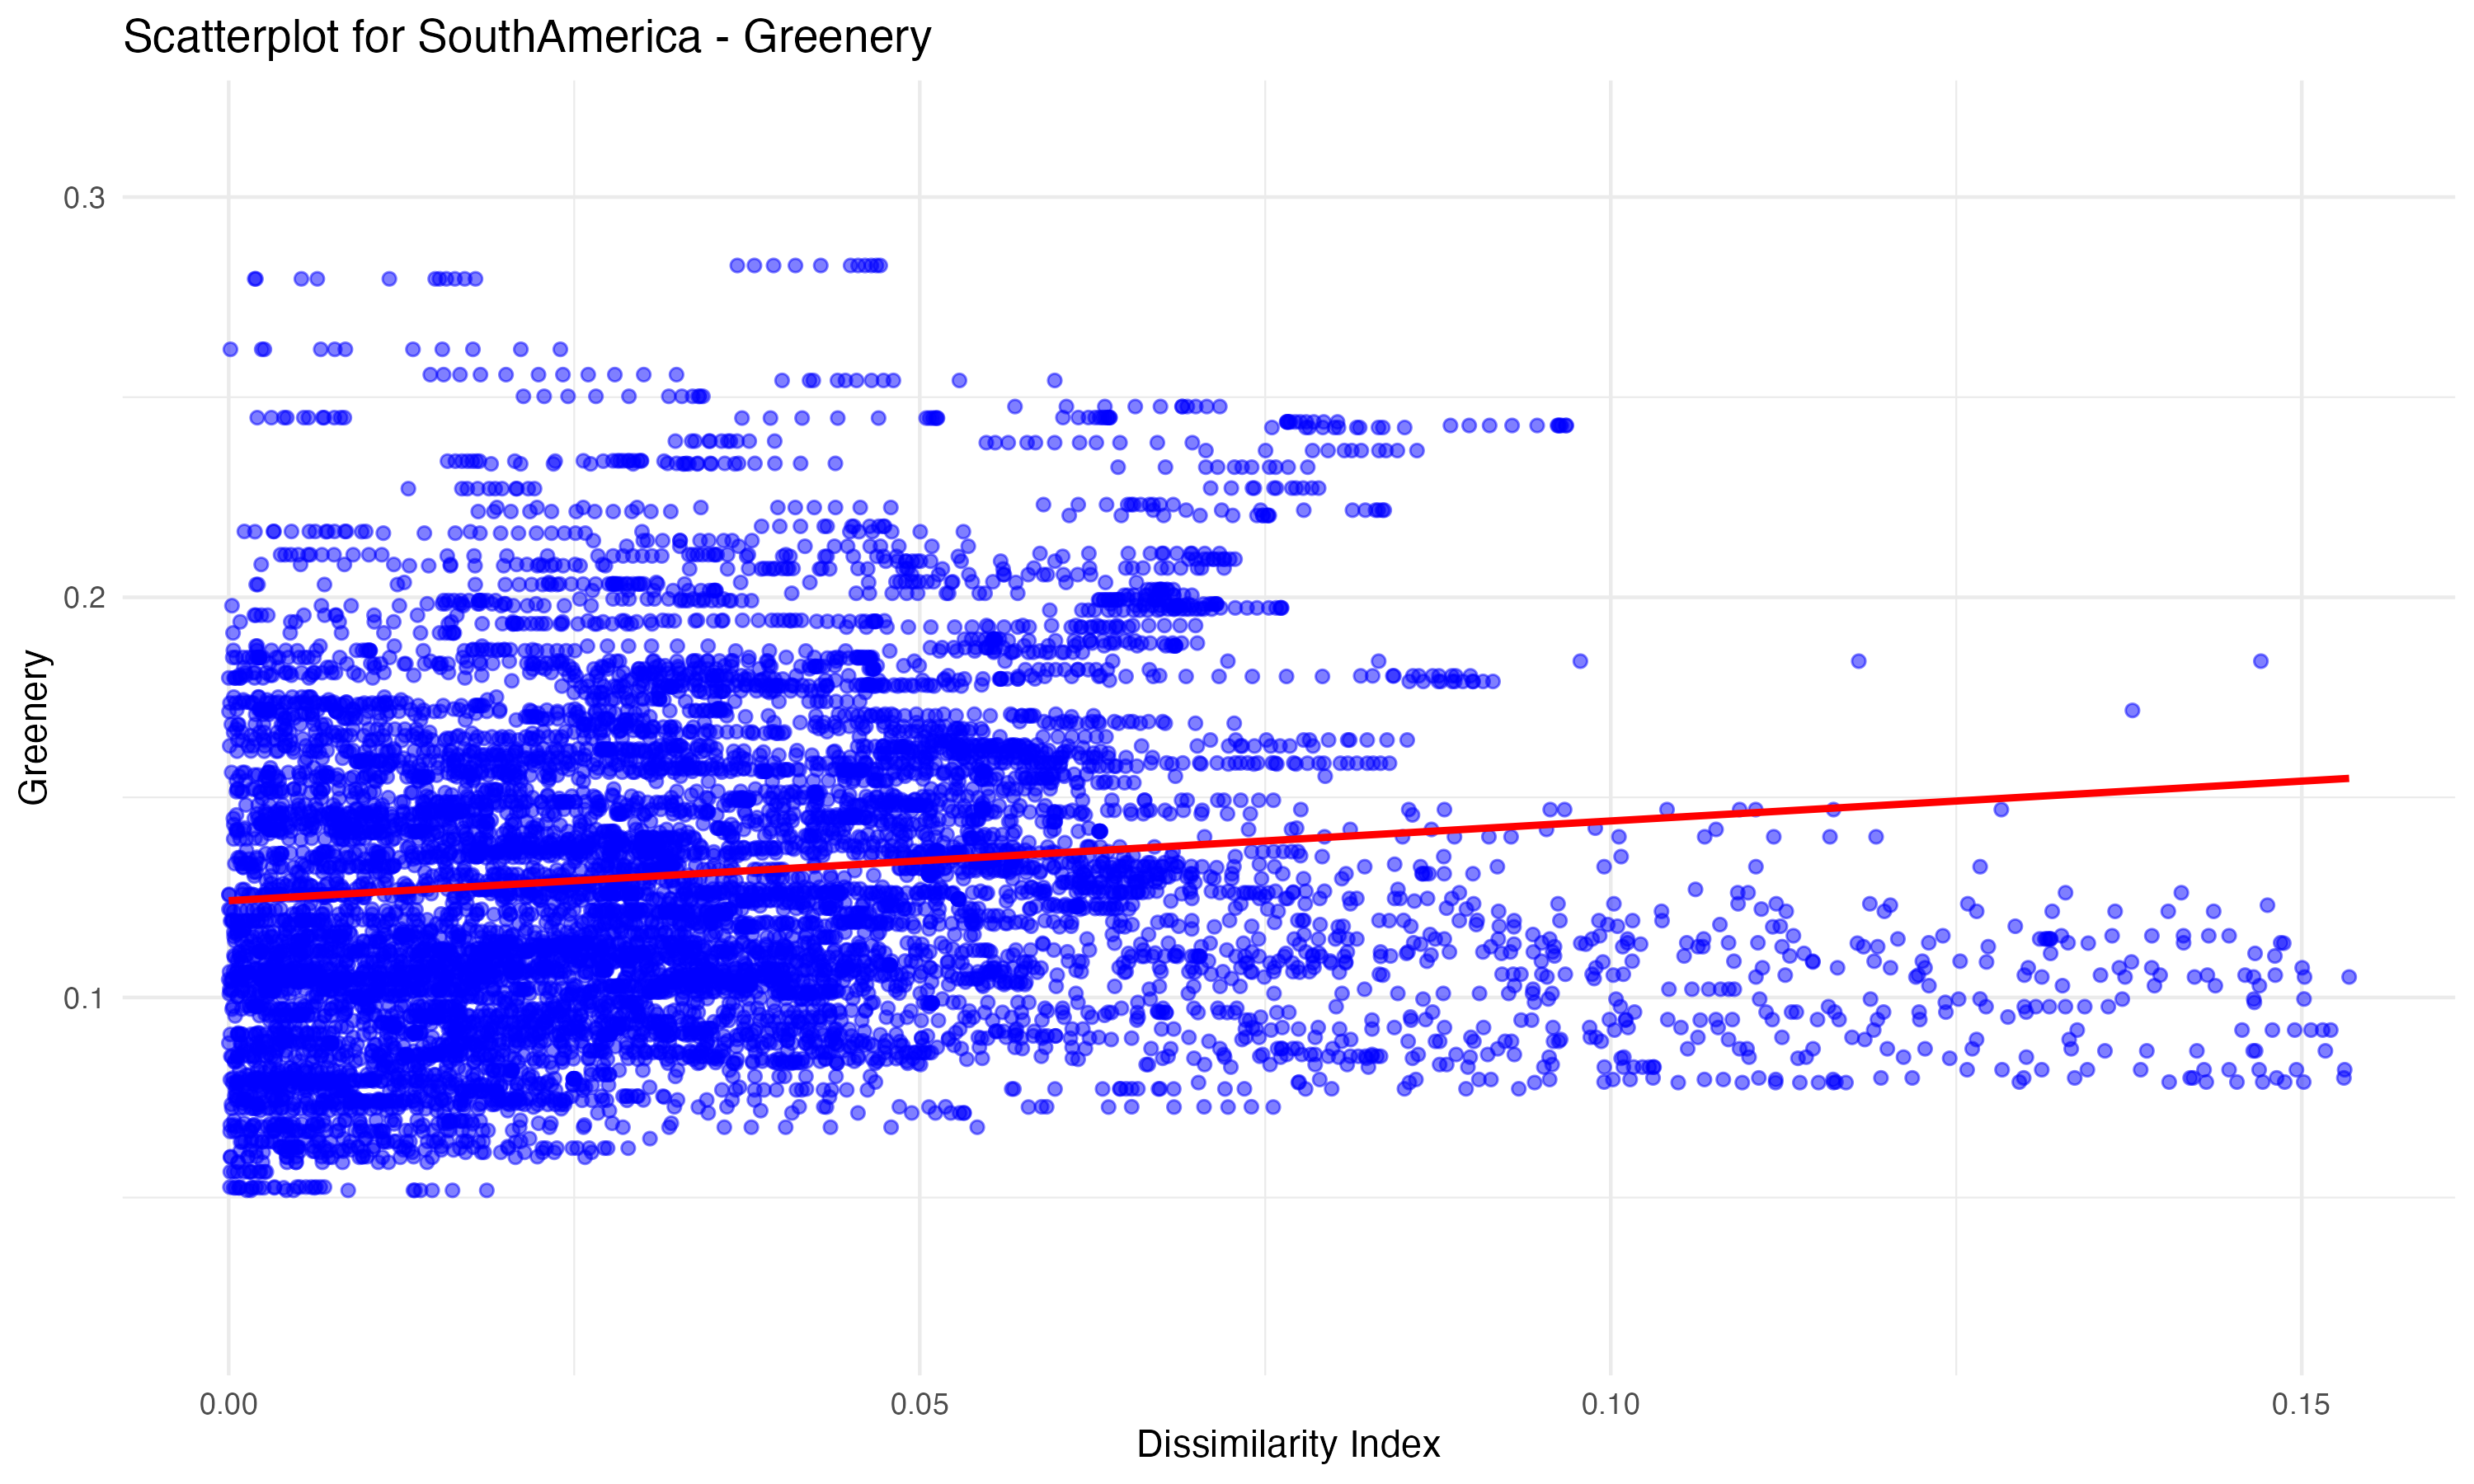 Scatterplot for SouthAmerica - Greenery
0.3
0.2
0.1
Greenery
0.00 0.05 0.10 0.15
Dissimilarity Index